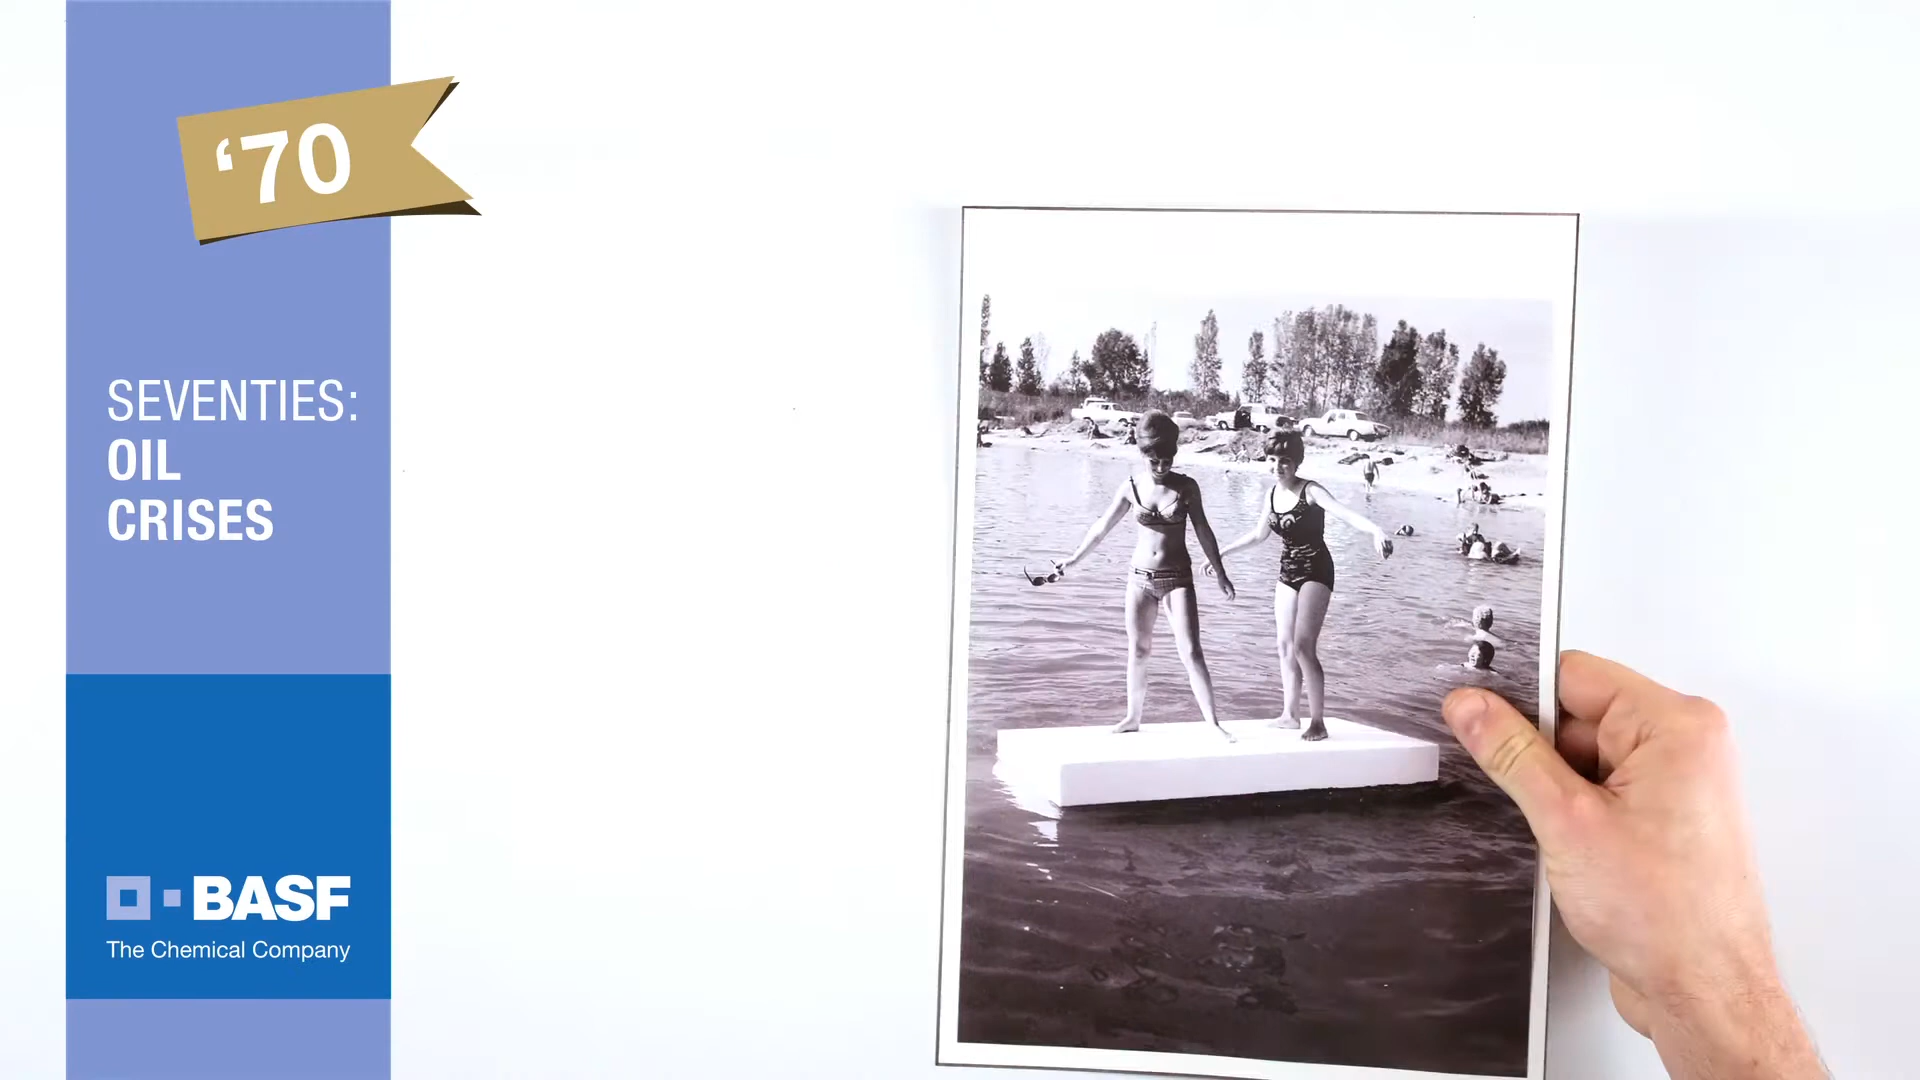 ‘70
SEVENTIES:
OIL
CRISES
BASF
The Chemical Company